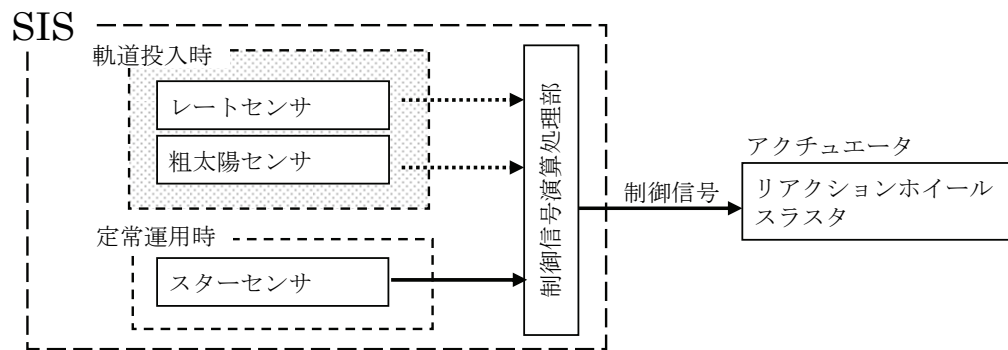 SIS
軌道投入時
レートセンサ
粗太陽センサ
定常運用時
スターセンサ
制御信号演算処理部
制御信号
アクチュエータ
リアクションホイール
スラスタ